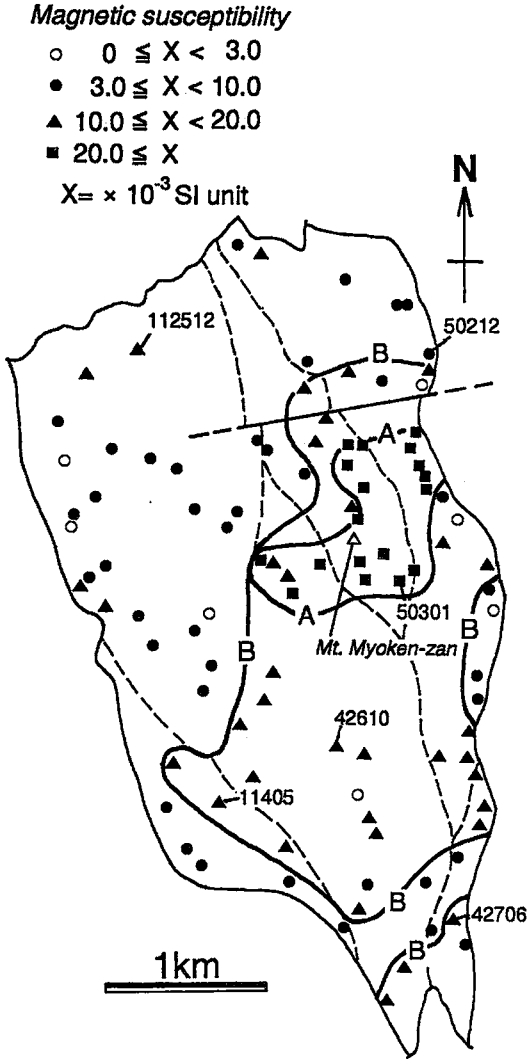 Magnetic susceptibility
○ 0 ≦ X < 3.0
● 3.0 ≦ X < 10.0
▲ 10.0 ≦ X < 20.0
■ 20.0 ≦ X
X= × 10⁻³ SI unit
N
112512
50212
B
A
50301
A
B
B
Mt. Myoken-zan
42610
11405
B
42706
B
1km